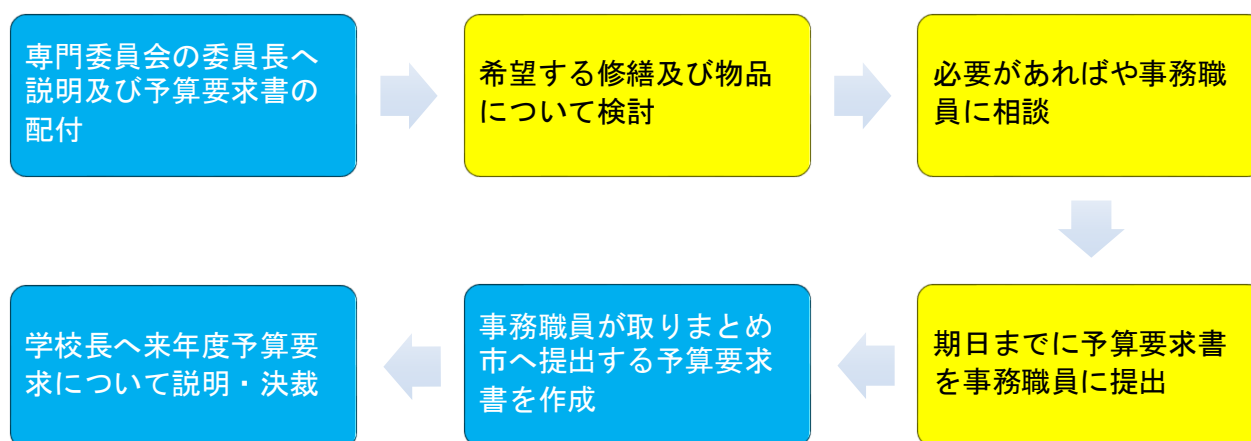 専門委員会の委員長へ
説明及び予算要求書の
配付
希望する修繕及び物品
について検討
必要があればや事務職
員に相談
期日までに予算要求書
を事務職員に提出
事務職員が取りまとめ
市へ提出する予算要求
書を作成
学校長へ来年度予算要
求について説明・決裁